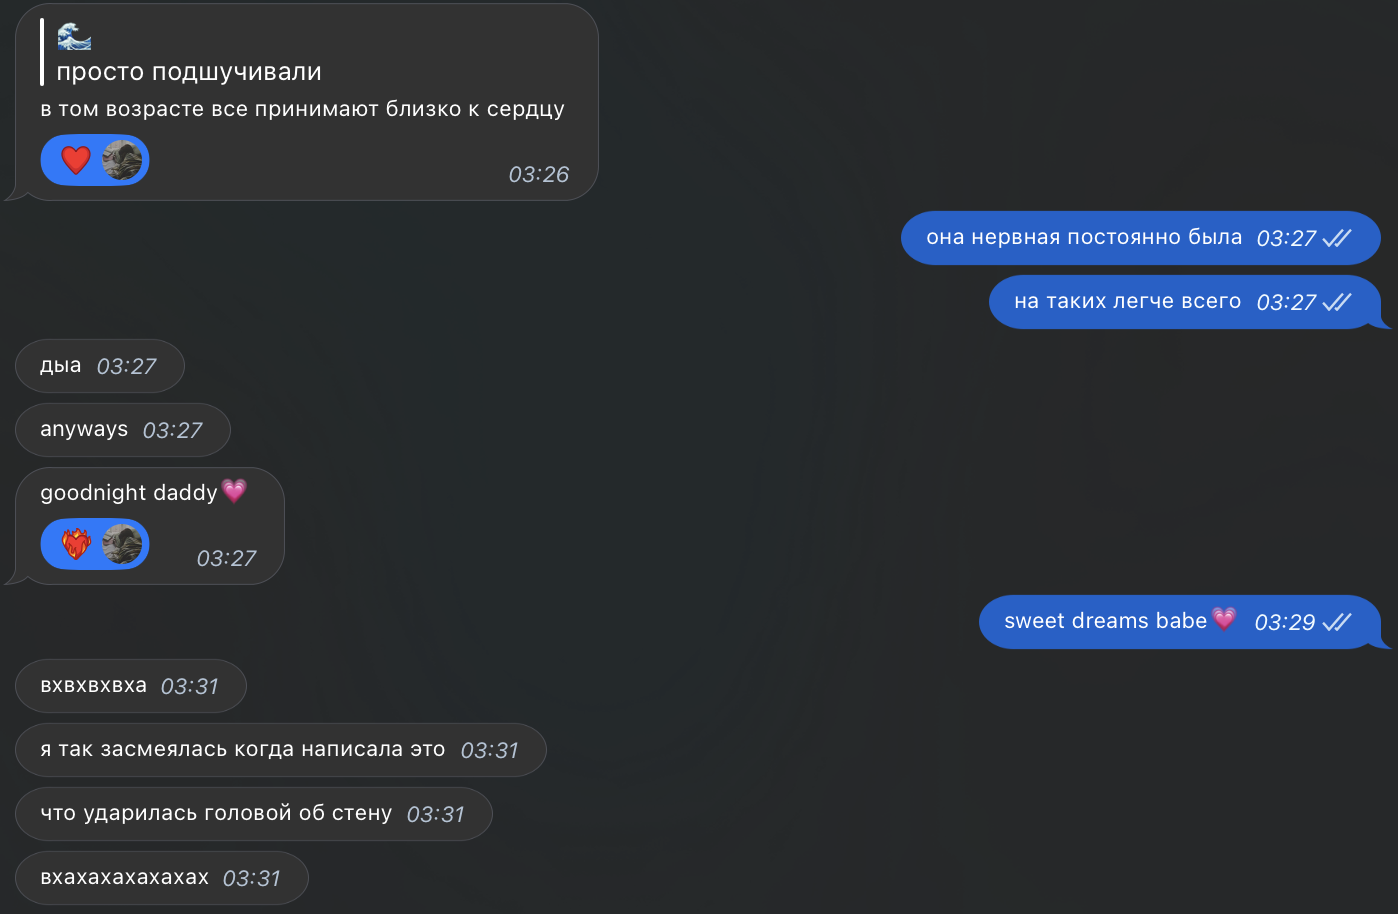 🌊
просто подшучивали
в том возрасте все принимают близко к сердцу
❤️
03:26
она нервная постоянно была 03:27
на таких легче всего 03:27
дыа 03:27
anyways 03:27
goodnight daddy💗
❤️‍🔥
03:27
sweet dreams babe💗 03:29
вхвхвхвха 03:31
я так засмеялась когда написала это 03:31
что ударилась головой об стену 03:31
вхахахахахахах 03:31